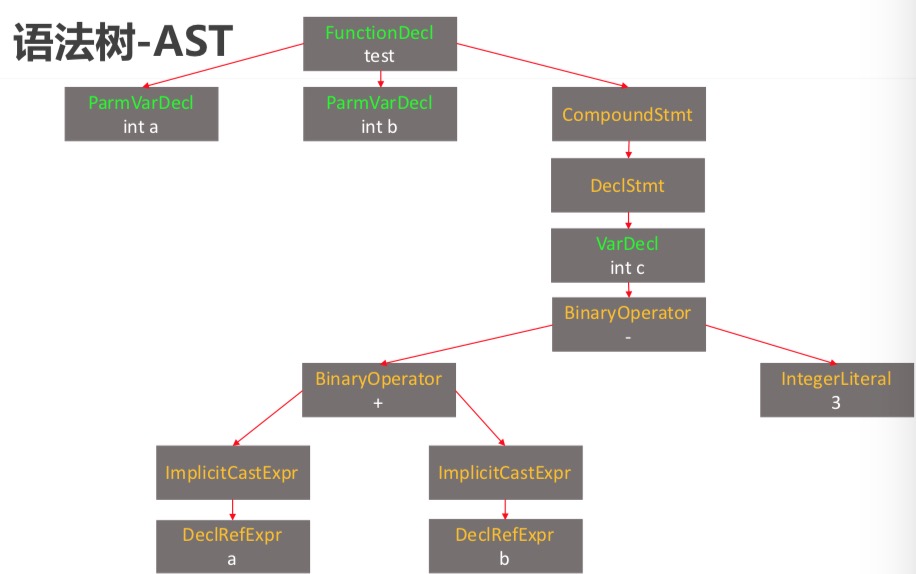 语法树-AST
FunctionDecl
test
ParmVarDecl
int a
ParmVarDecl
int b
CompoundStmt
DeclStmt
VarDecl
int c
BinaryOperator
-
BinaryOperator
+
IntegerLiteral
3
ImplicitCastExpr
ImplicitCastExpr
DeclRefExpr
a
DeclRefExpr
b